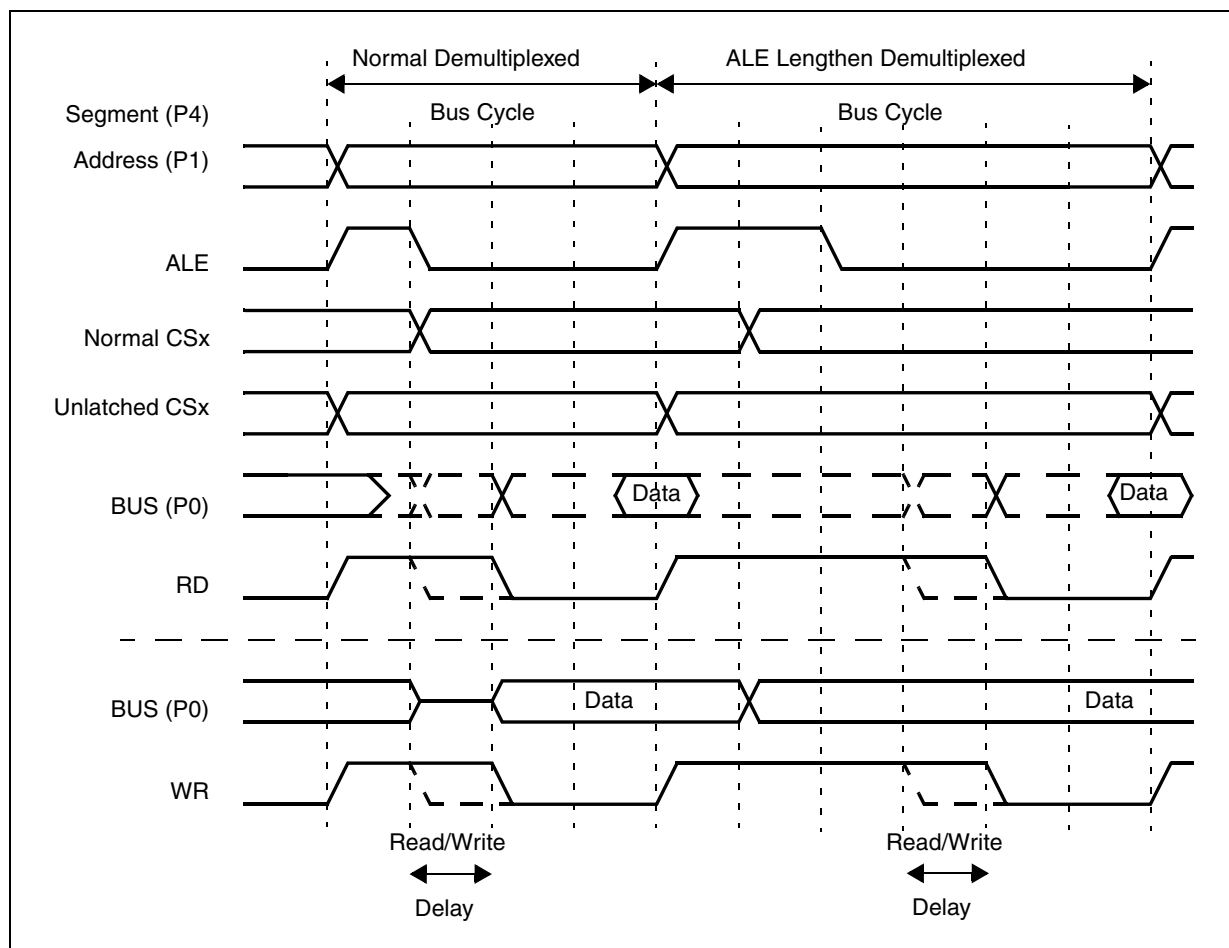 Normal Demultiplexed
ALE Lengthen Demultiplexed
Segment (P4)
Bus Cycle
Bus Cycle
Address (P1)
ALE
Normal CSx
Unlatched CSx
BUS (P0)
Data
Data
RD
BUS (P0)
Data
Data
WR
Read/Write
Read/Write
Delay
Delay